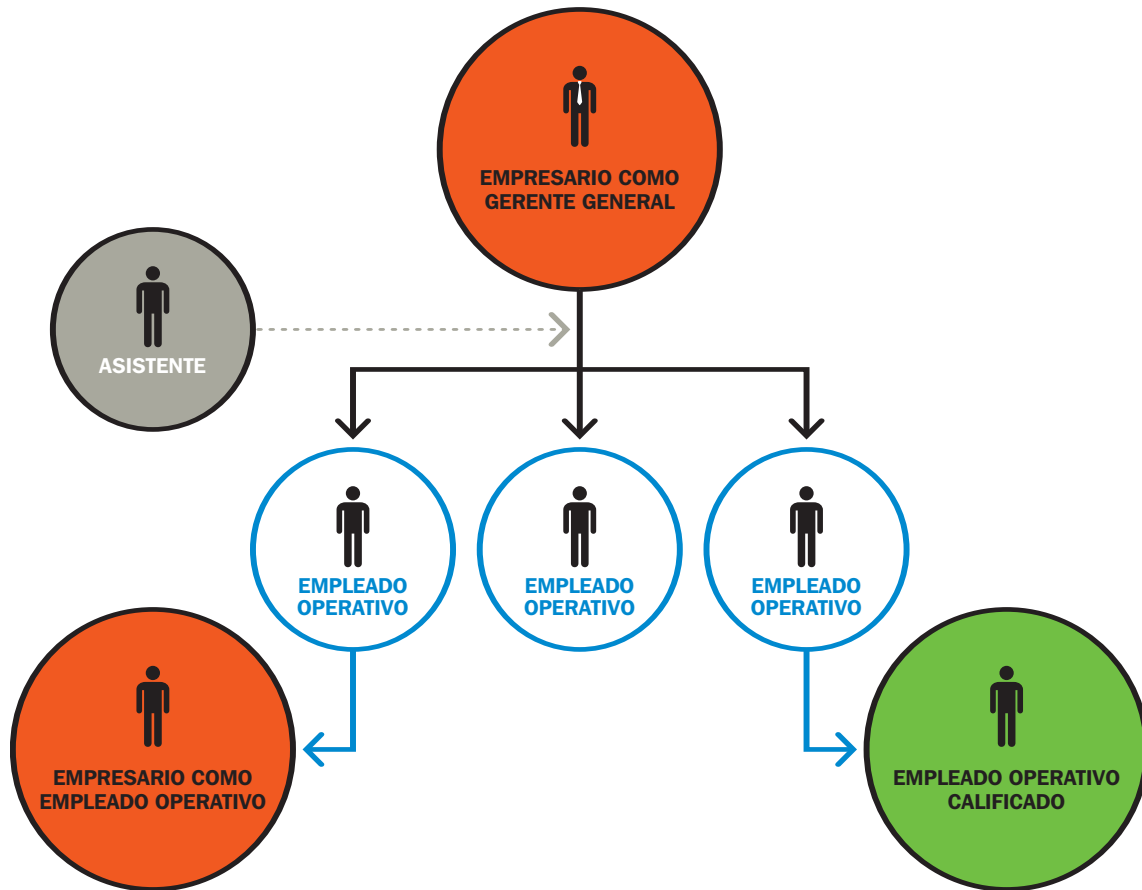 EMPRESARIO COMO
GERENTE GENERAL
ASISTENTE
EMPLEADO
OPERATIVO
EMPLEADO
OPERATIVO
EMPLEADO
OPERATIVO
EMPRESARIO COMO
EMPLEADO OPERATIVO
EMPLEADO OPERATIVO
CALIFICADO